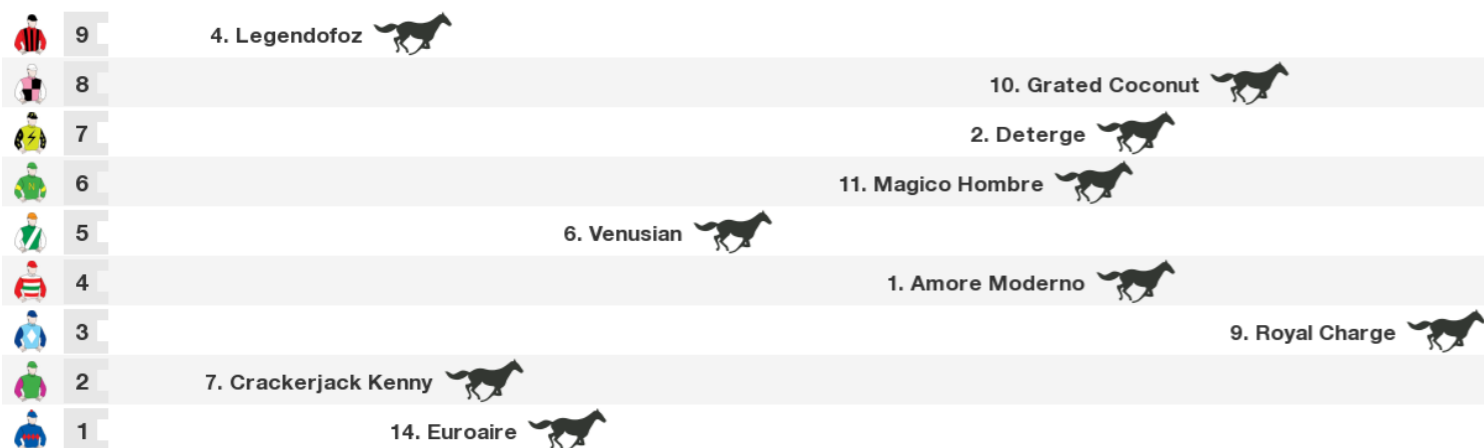 9 4. Legendofoz
8 10. Grated Coconut
7 2. Deterge
6 11. Magico Hombre
5 6. Venusian
4 1. Amore Moderno
3 9. Royal Charge
2 7. Crackerjack Kenny
1 14. Euroaire